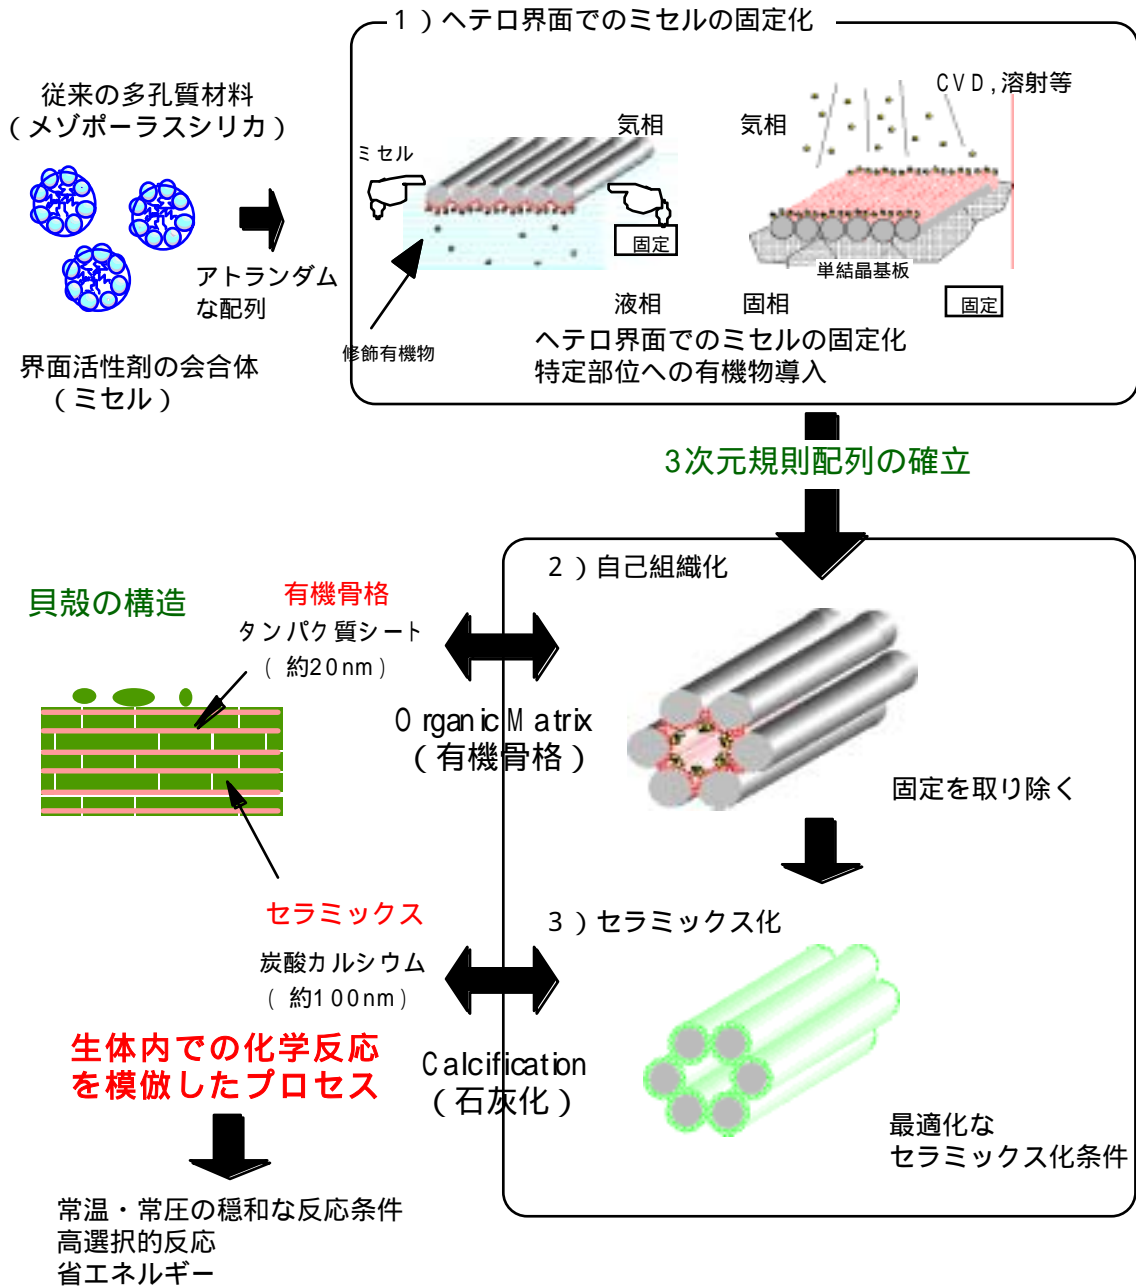 1）ヘテロ界面でのミセルの固定化
従来の多孔質材料
（メゾポーラスシリカ）
CVD,溶射等
気相
気相
ミセル
固定
単結晶基板
アトランダム
な配列
液相
固相
固定
修飾有機物
ヘテロ界面でのミセルの固定化
特定部位への有機物導入
界面活性剤の会合体
（ミセル）
3次元規則配列の確立
2）自己組織化
貝殻の構造
有機骨格
タンパク質シート
（約20nm）
Organic Matrix
（有機骨格）
固定を取り除く
セラミックス
3）セラミックス化
炭酸カルシウム
（約100nm）
生体内での化学反応
を模倣したプロセス
Calcification
（石灰化）
最適化な
セラミックス化条件
常温・常圧の穏和な反応条件
高選択的反応
省エネルギー